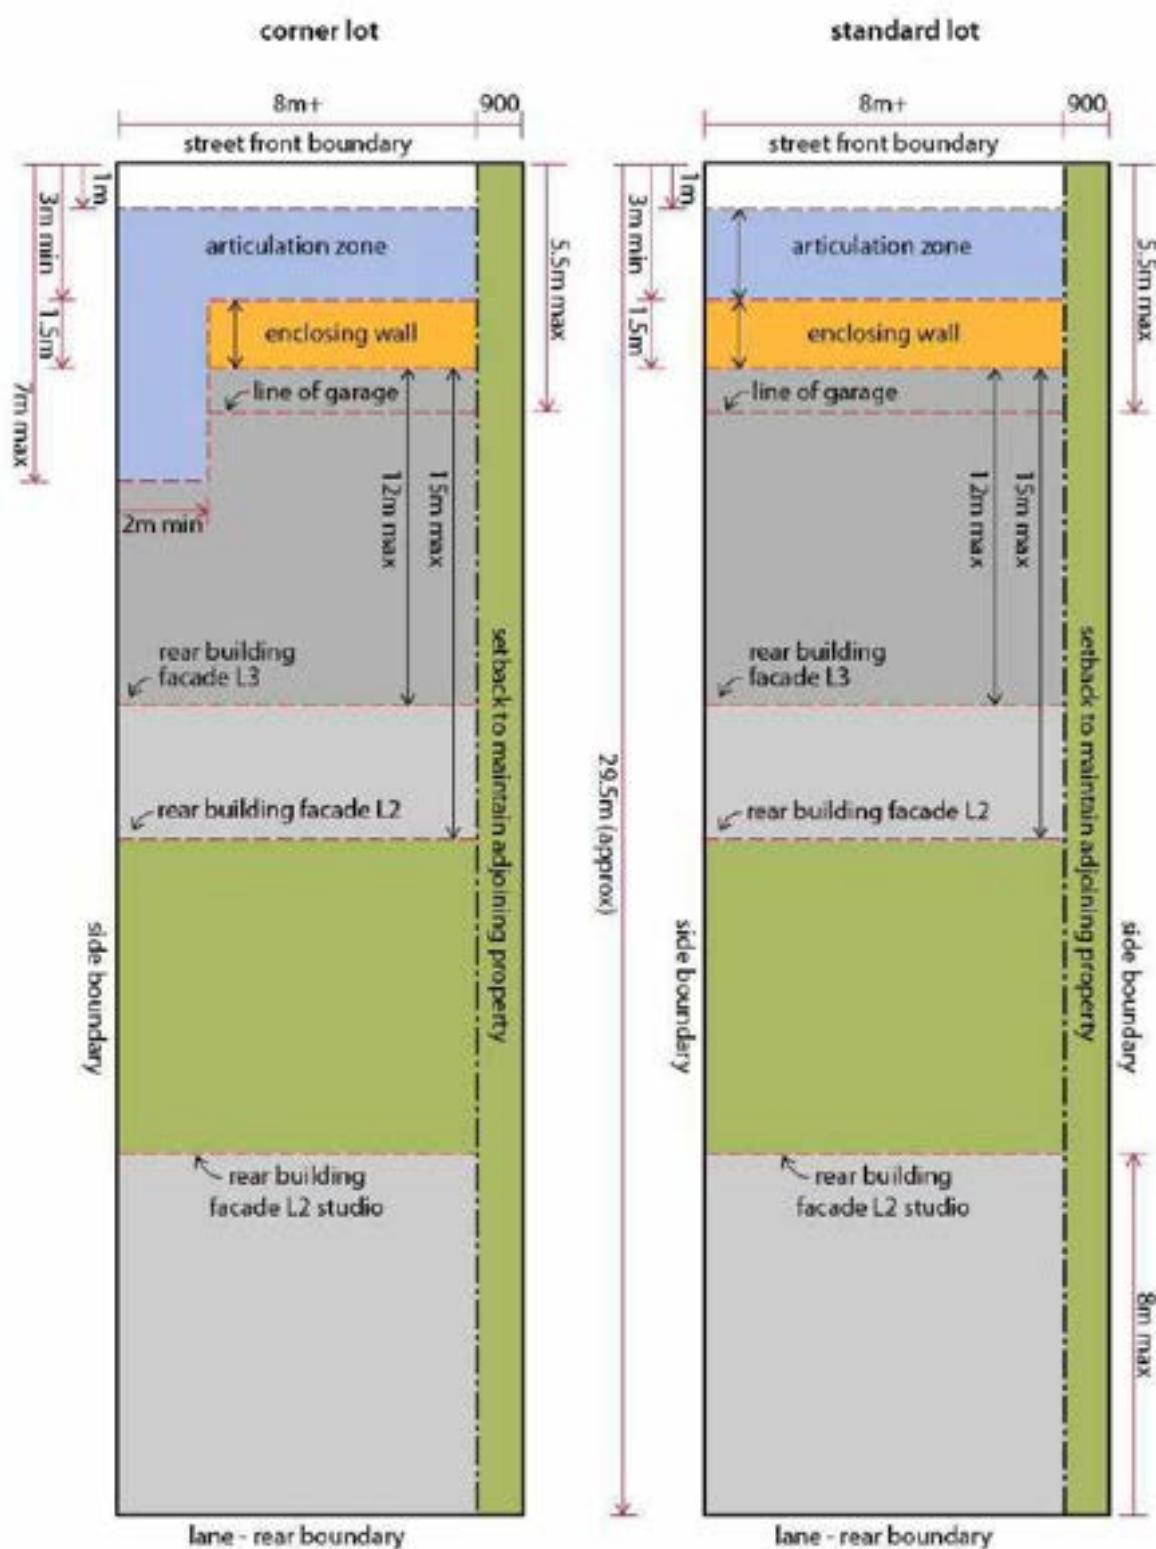 corner lot
8m+
900
street front boundary
1m
3m min
1.5m
7m max
5.5m max
articulation zone
enclosing wall
line of garage
12m max
15m max
2m min
rear building
facade L3
rear building facade L2
setback to maintain adjoining property
side boundary
rear building
facade L2 studio
lane - rear boundary
standard lot
8m+
900
street front boundary
1m
3m min
1.5m
5.5m max
articulation zone
enclosing wall
line of garage
12m max
15m max
29.5m (approx)
rear building
facade L3
rear building facade L2
setback to maintain adjoining property
side boundary
side boundary
rear building
facade L2 studio
8m max
lane - rear boundary